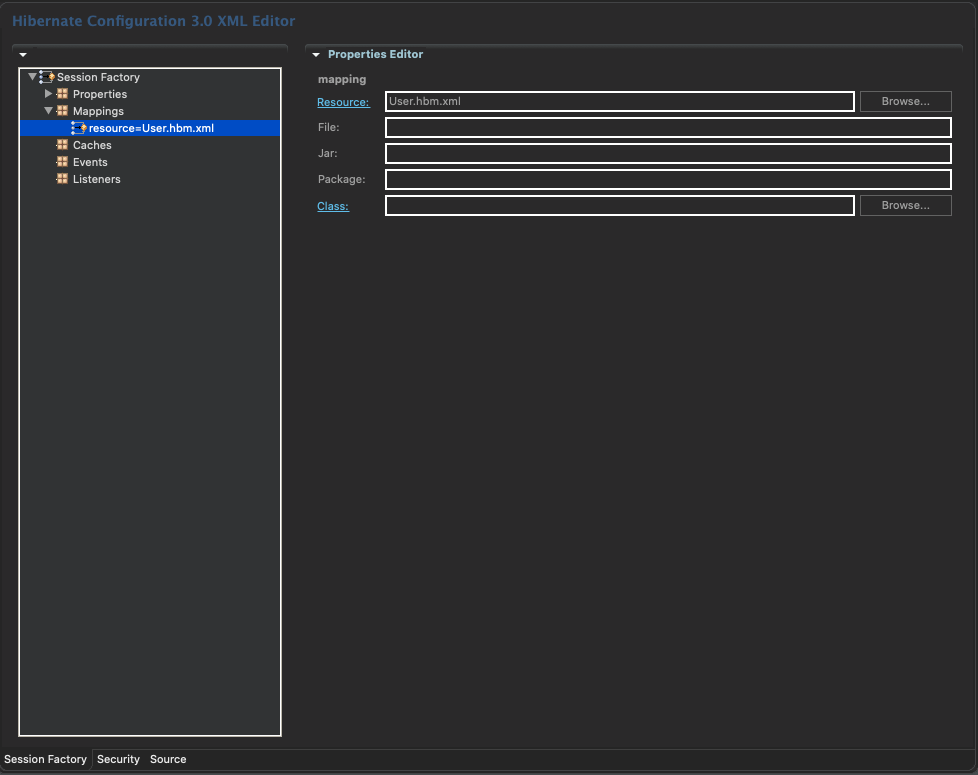 Hibernate Configuration 3.0 XML Editor
Session Factory
Properties
Mappings
resource=User.hbm.xml
Caches
Events
Listeners
Properties Editor
mapping
Resource: User.hbm.xml Browse...
File:
Jar:
Package:
Class: Browse...
Session Factory Security Source